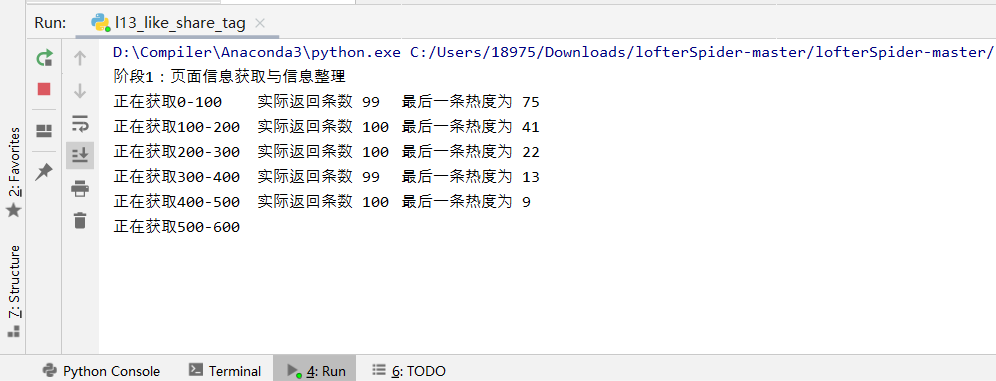 Run: l13_like_share_tag
D:\Compiler\Anaconda3\python.exe C:/Users/18975/Downloads/lofterSpider-master/lofterSpider-master/
阶段1：页面信息获取与信息整理
正在获取0-100 实际返回条数 99 最后一条热度为 75
正在获取100-200 实际返回条数 100 最后一条热度为 41
正在获取200-300 实际返回条数 100 最后一条热度为 22
正在获取300-400 实际返回条数 99 最后一条热度为 13
正在获取400-500 实际返回条数 100 最后一条热度为 9
正在获取500-600
2: Favorites
7: Structure
Python Console Terminal 4: Run 6: TODO